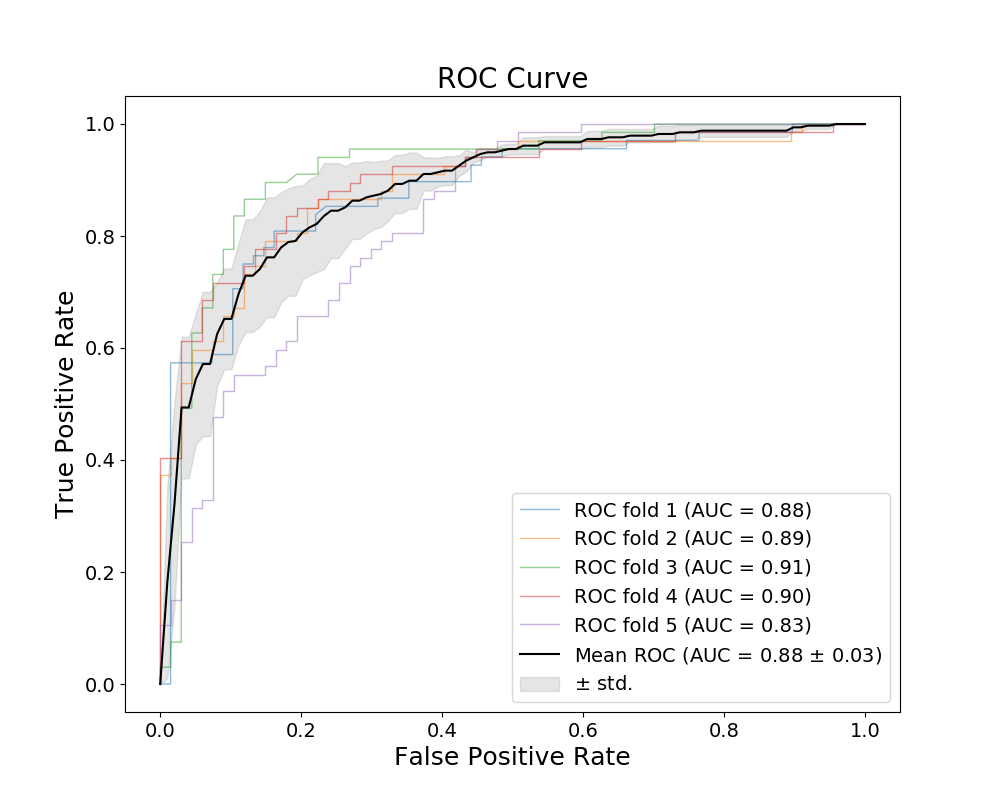 ROC Curve
1.0
0.8
0.6
0.4
0.2
0.0
True Positive Rate
ROC fold 1 (AUC = 0.88)
ROC fold 2 (AUC = 0.89)
ROC fold 3 (AUC = 0.91)
ROC fold 4 (AUC = 0.90)
ROC fold 5 (AUC = 0.83)
Mean ROC (AUC = 0.88 ± 0.03)
± std.
0.0 0.2 0.4 0.6 0.8 1.0
False Positive Rate